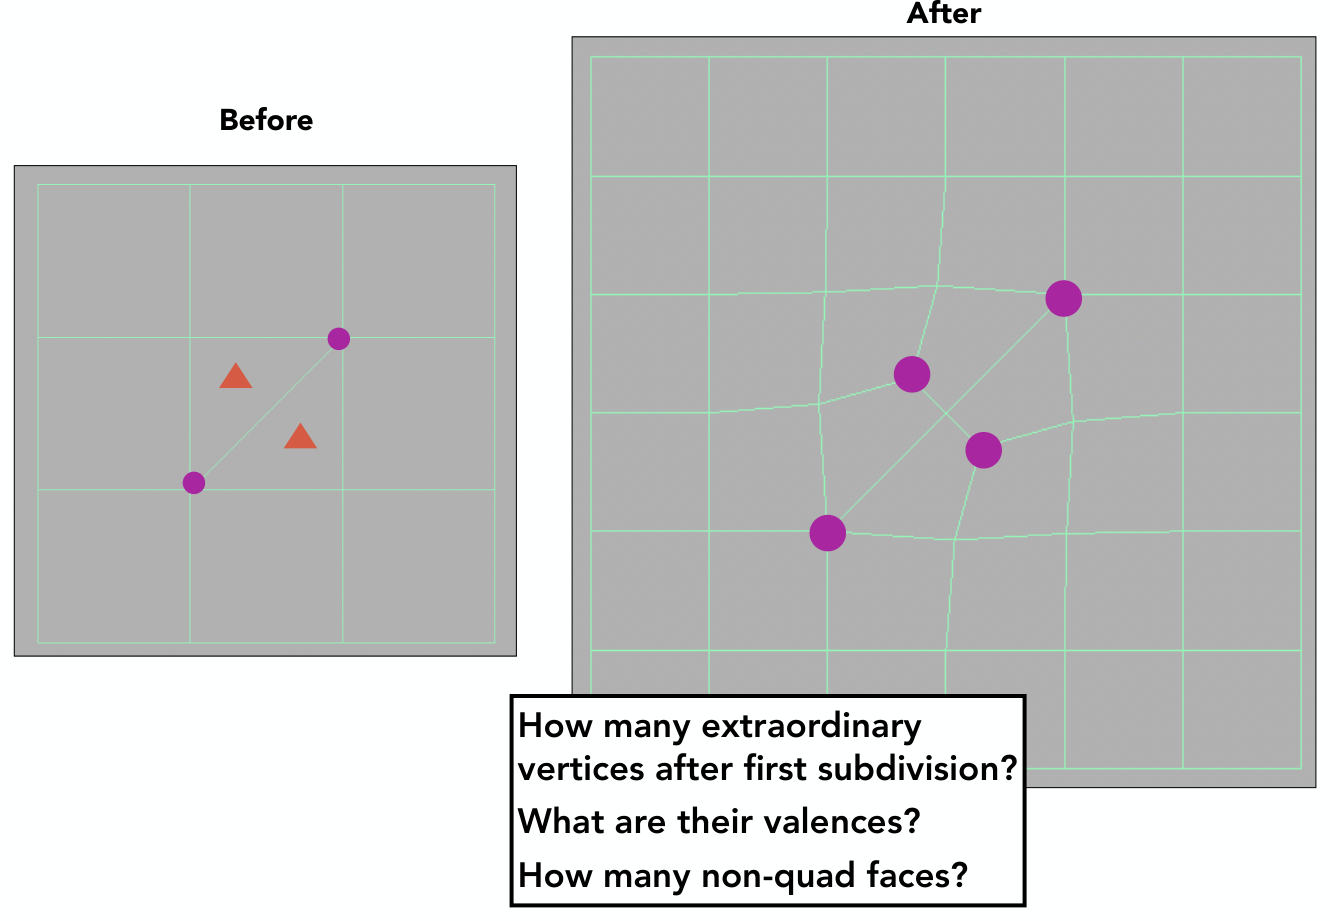 After
Before
How many extraordinary
vertices after first subdivision?
What are their valences?
How many non-quad faces?